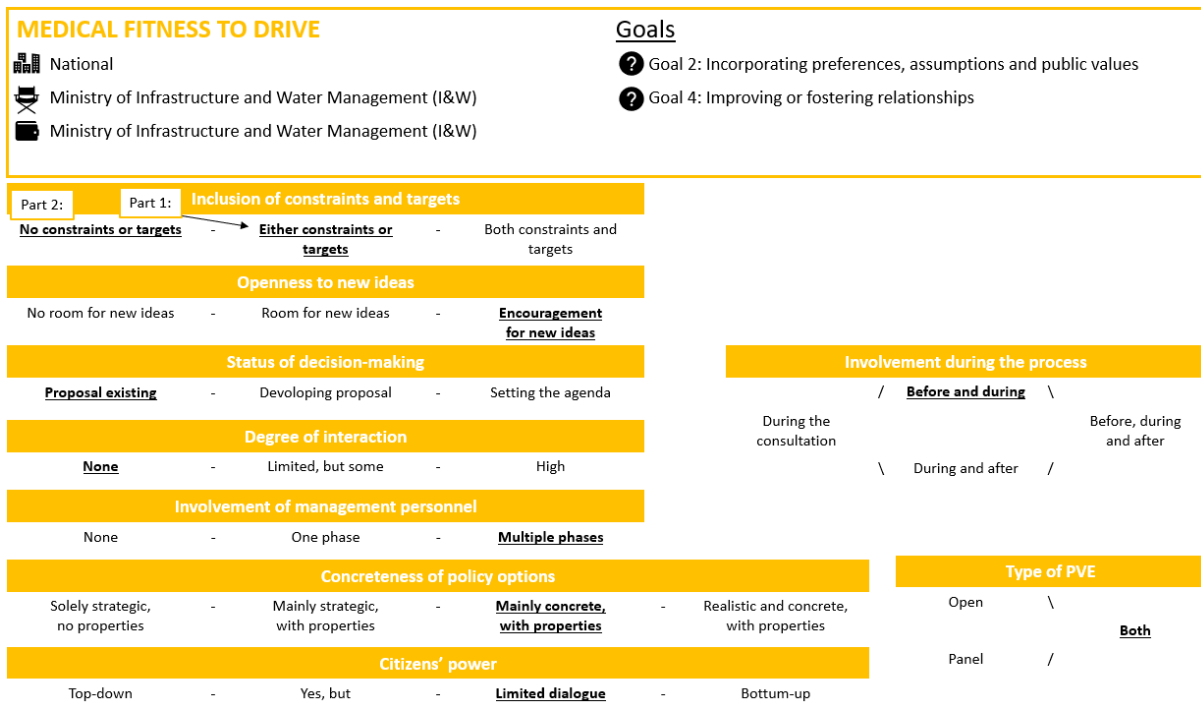 MEDICAL FITNESS TO DRIVE
National
Ministry of Infrastructure and Water Management (I&W)
Ministry of Infrastructure and Water Management (I&W)
Goals
? Goal 2: Incorporating preferences, assumptions and public values
? Goal 4: Improving or fostering relationships
Part 2:
Part 1:
Inclusion of constraints and targets
No constraints or targets - Either constraints or - Both constraints and
targets targets
Openness to new ideas
No room for new ideas - Room for new ideas - Encouragement
for new ideas
Status of decision-making
Proposal existing - Devoloping proposal - Setting the agenda
Degree of interaction
None - Limited, but some - High
Involvement of management personnel
None - One phase - Multiple phases
Involvement during the process
/ Before and during \
During the Before, during
consultation and after
\ During and after /
Concreteness of policy options
Solely strategic, - Mainly strategic, - Mainly concrete, - Realistic and concrete,
no properties with properties with properties with properties
Citizens' power
Top-down - Yes, but - Limited dialogue - Bottum-up
Type of PVE
Open \
Both
Panel /